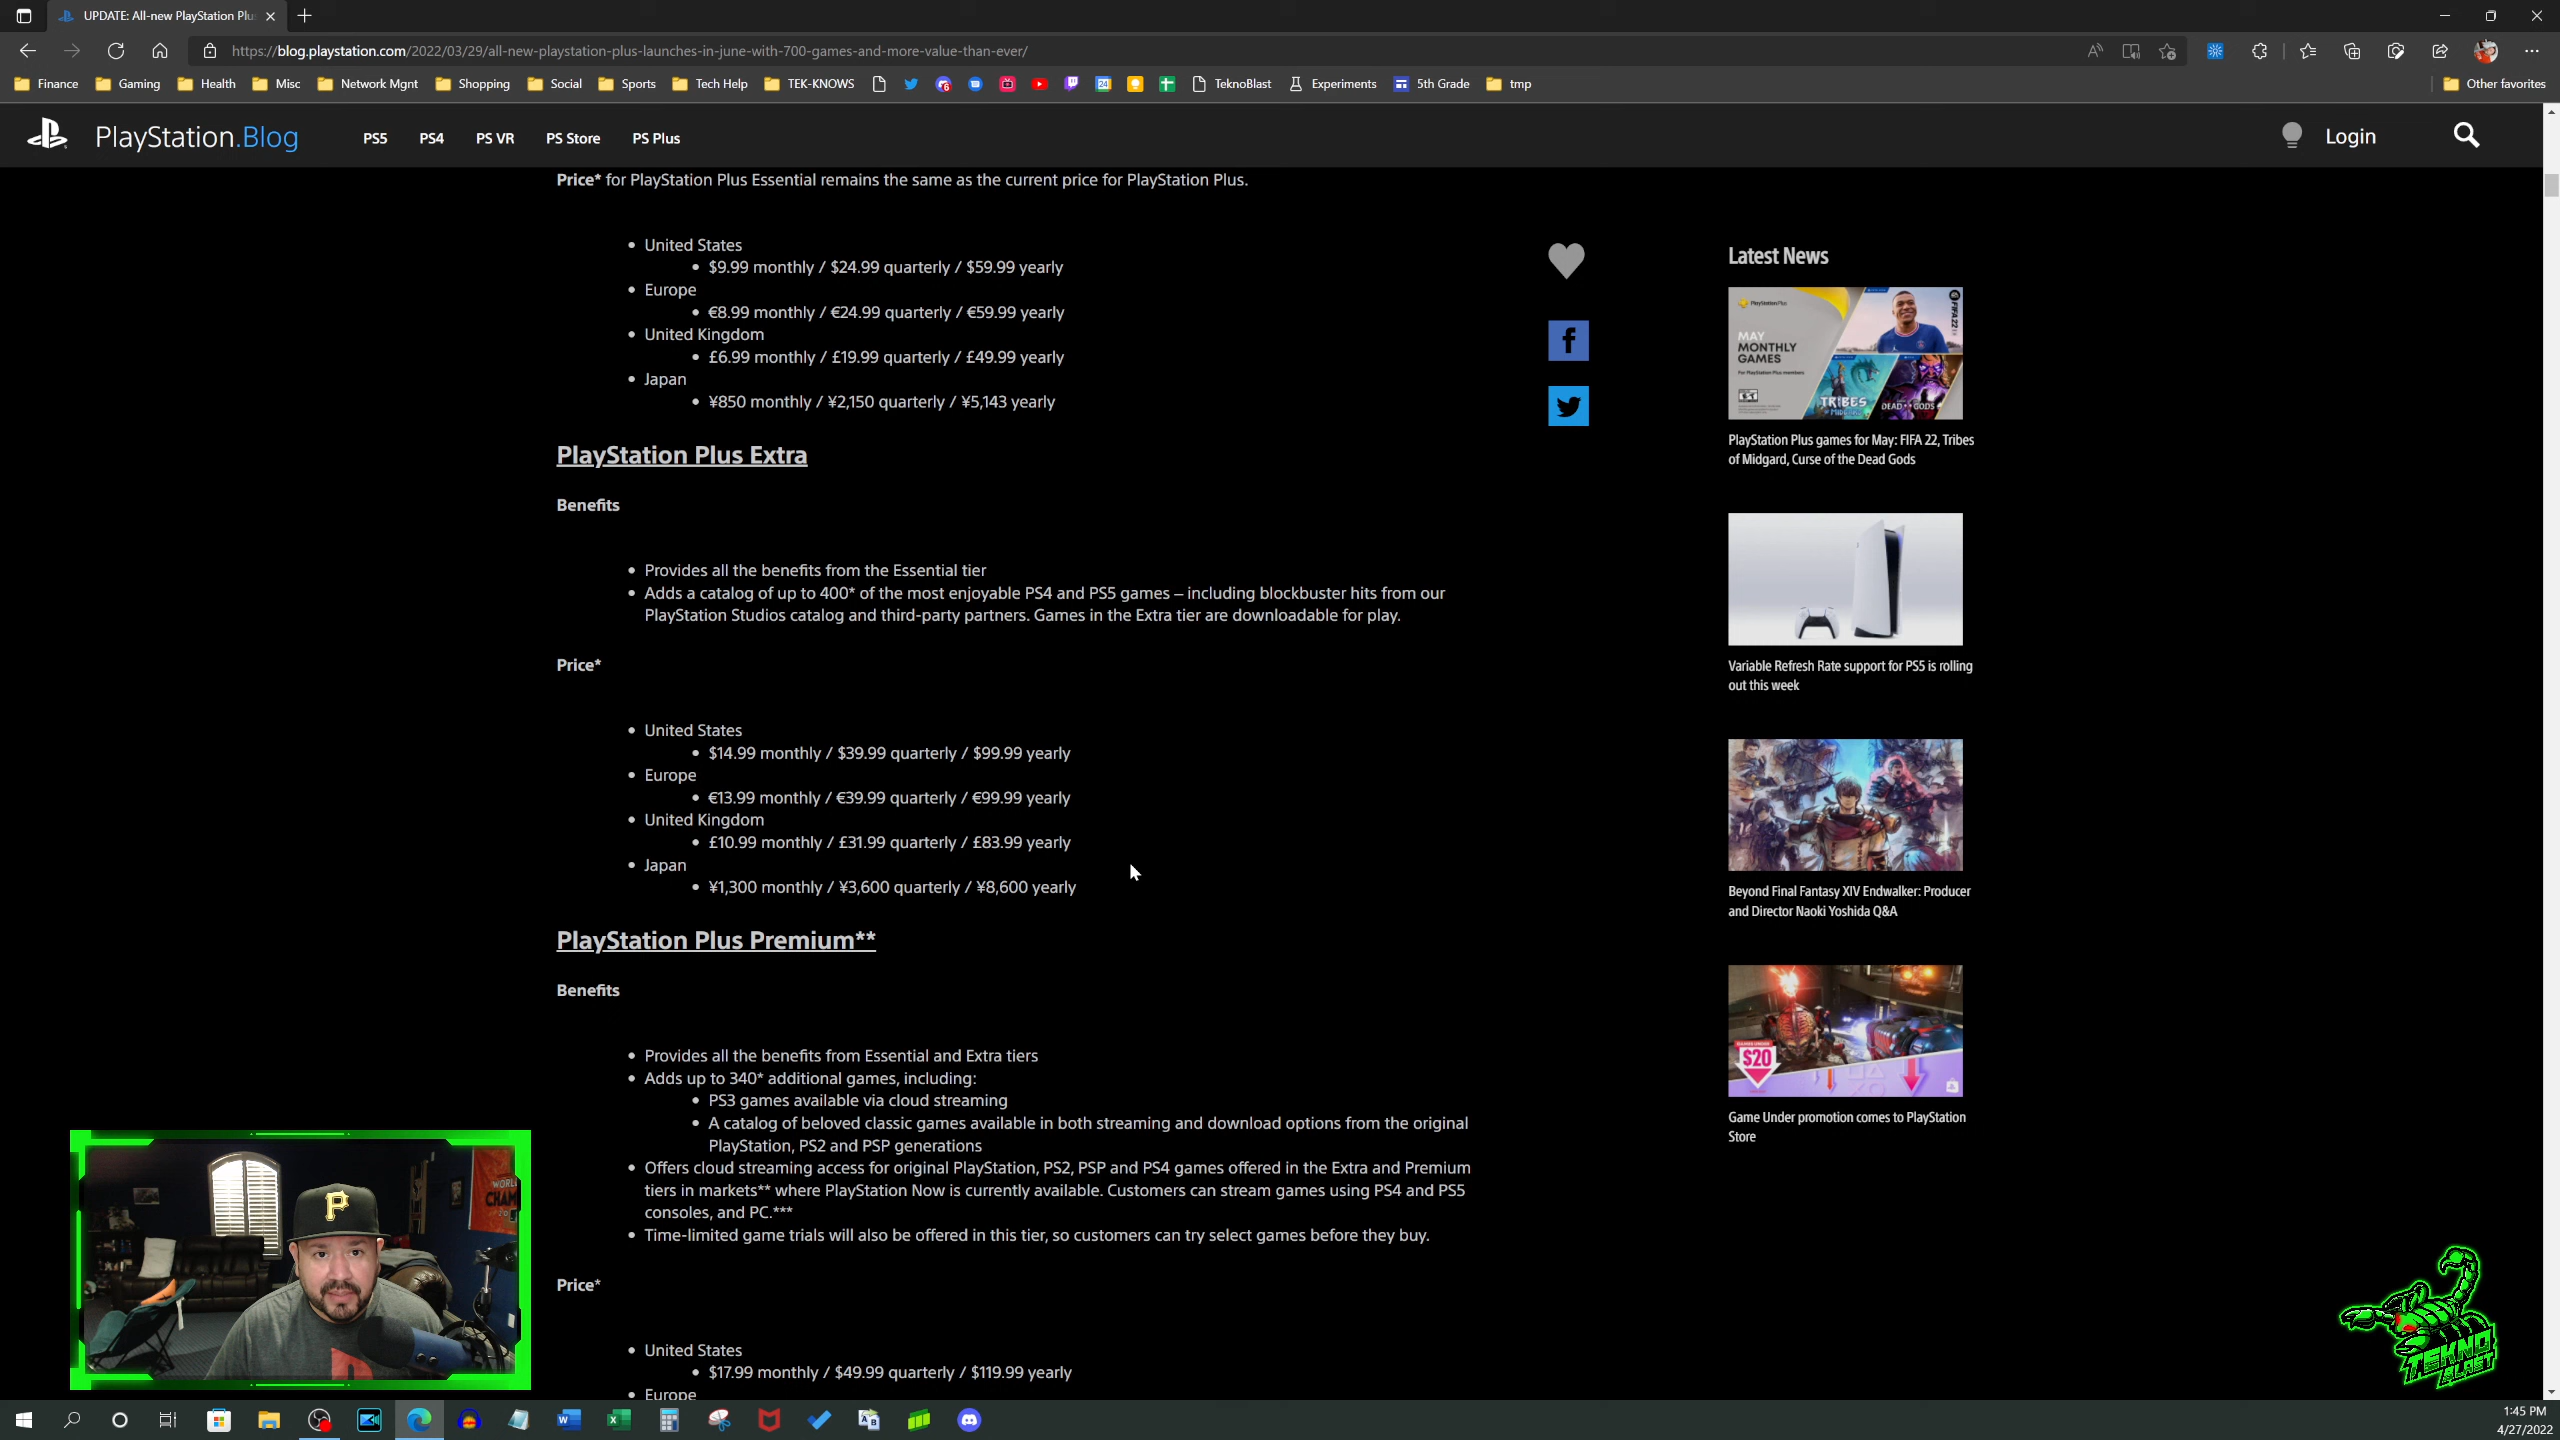 UPDATE: All-new PlayStation Plu
https://blog.playstation.com/2022/03/29/all-new-playstation-plus-launches-in-june-with-700-games-and-more-value-than-ever/
Finance Gaming Health Misc Network Mgnt Shopping Social Sports Tech Help TEK-KNOWS TeknoBlast Experiments 5th Grade tmp Other favorites
PlayStation.Blog PS5 PS4 PS VR PS Store PS Plus Login
Price* for PlayStation Plus Essential remains the same as the current price for PlayStation Plus.
• United States
• $9.99 monthly / $24.99 quarterly / $59.99 yearly
• Europe
• €8.99 monthly / €24.99 quarterly / €59.99 yearly
• United Kingdom
• £6.99 monthly / £19.99 quarterly / £49.99 yearly
• Japan
• ¥850 monthly / ¥2,150 quarterly / ¥5,143 yearly
PlayStation Plus Extra
Benefits
• Provides all the benefits from the Essential tier
• Adds a catalog of up to 400* of the most enjoyable PS4 and PS5 games – including blockbuster hits from our
PlayStation Studios catalog and third-party partners. Games in the Extra tier are downloadable for play.
Price*
• United States
• $14.99 monthly / $39.99 quarterly / $99.99 yearly
• Europe
• €13.99 monthly / €39.99 quarterly / €99.99 yearly
• United Kingdom
• £10.99 monthly / £31.99 quarterly / £83.99 yearly
• Japan
• ¥1,300 monthly / ¥3,600 quarterly / ¥8,600 yearly
PlayStation Plus Premium**
Benefits
• Provides all the benefits from Essential and Extra tiers
• Adds up to 340* additional games, including:
• PS3 games available via cloud streaming
• A catalog of beloved classic games available in both streaming and download options from the original
PlayStation, PS2 and PSP generations
• Offers cloud streaming access for original PlayStation, PS2, PSP and PS4 games offered in the Extra and Premium
tiers in markets** where PlayStation Now is currently available. Customers can stream games using PS4 and PS5
consoles, and PC.***
• Time-limited game trials will also be offered in this tier, so customers can try select games before they buy.
Price*
• United States
• $17.99 monthly / $49.99 quarterly / $119.99 yearly
• Europe
Latest News
PlayStation Plus
MAY
MONTHLY
GAMES
For PlayStation Plus members
FIFA 22
TRIBES
DEAD GODS
PlayStation Plus games for May: FIFA 22, Tribes
of Midgard, Curse of the Dead Gods
Variable Refresh Rate support for PS5 is rolling
out this week
Beyond Final Fantasy XIV Endwalker: Producer
and Director Naoki Yoshida Q&A
$20
Game Under promotion comes to PlayStation
Store
P
TEKNO
BLAST
1:45 PM
4/27/2022